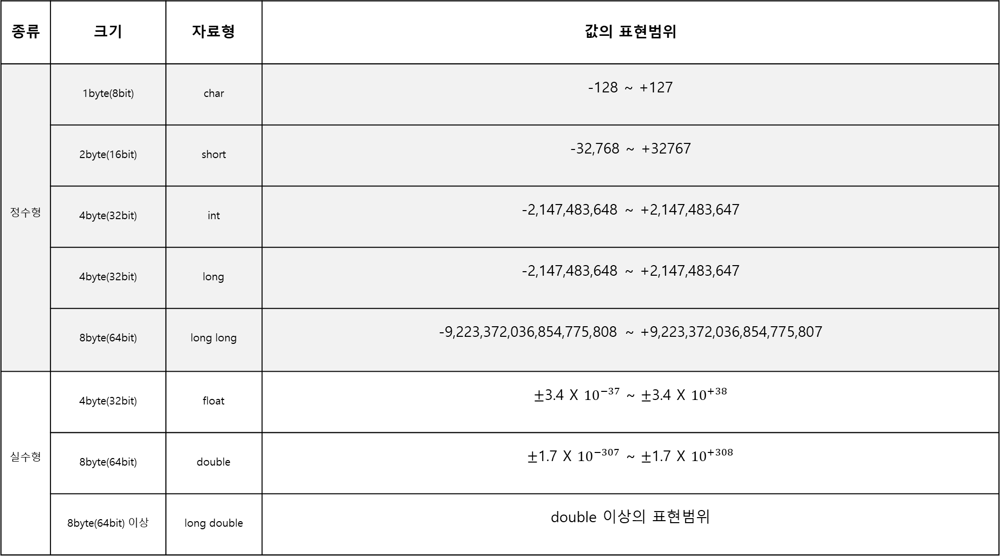 종류 크기 자료형 값의 표현범위
정수형
1byte(8bit) char -128 ~ +127
2byte(16bit) short -32,768 ~ +32767
4byte(32bit) int -2,147,483,648 ~ +2,147,483,647
4byte(32bit) long -2,147,483,648 ~ +2,147,483,647
8byte(64bit) long long -9,223,372,036,854,775,808 ~ +9,223,372,036,854,775,807
실수형
4byte(32bit) float ±3.4 X 10⁻³⁷ ~ ±3.4 X 10⁺³⁸
8byte(64bit) double ±1.7 X 10⁻³⁰⁷ ~ ±1.7 X 10⁺³⁰⁸
8byte(64bit) 이상 long double double 이상의 표현범위